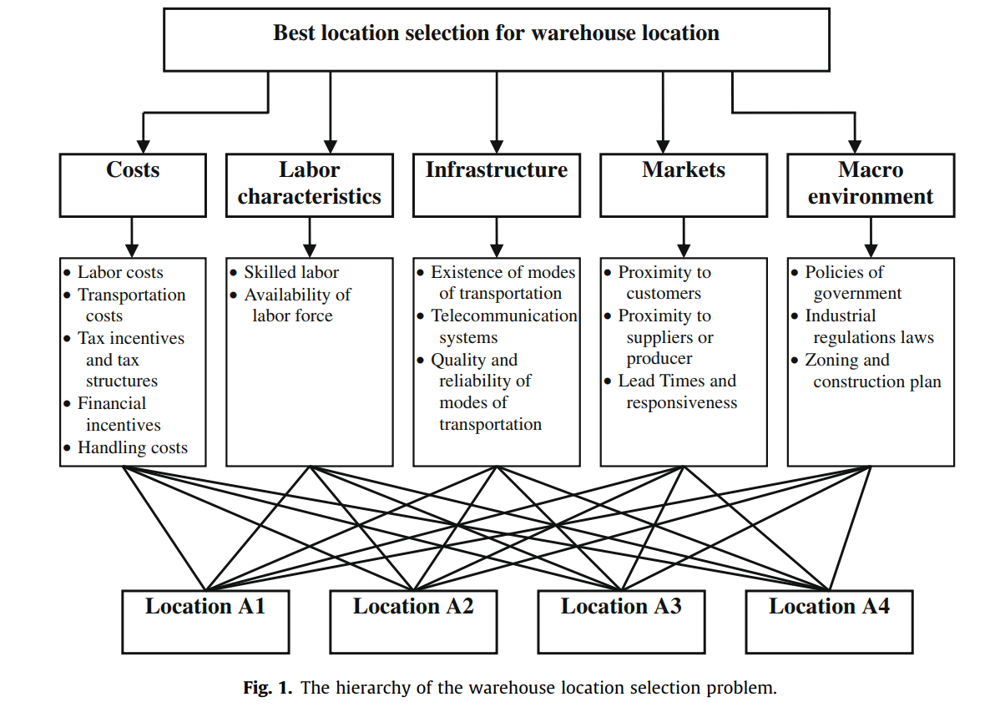 Best location selection for warehouse location
Costs
Labor
characteristics
Infrastructure
Markets
Macro
environment
• Labor costs
• Transportation
costs
• Tax incentives
and tax
structures
• Financial
incentives
• Handling costs
• Skilled labor
• Availability of
labor force
• Existence of modes
of transportation
• Telecommunication
systems
• Quality and
reliability of
modes of
transportation
• Proximity to
customers
• Proximity to
suppliers or
producer
• Lead Times and
responsiveness
• Policies of
government
• Industrial
regulations laws
• Zoning and
construction plan
Location A1
Location A2
Location A3
Location A4
Fig. 1. The hierarchy of the warehouse location selection problem.